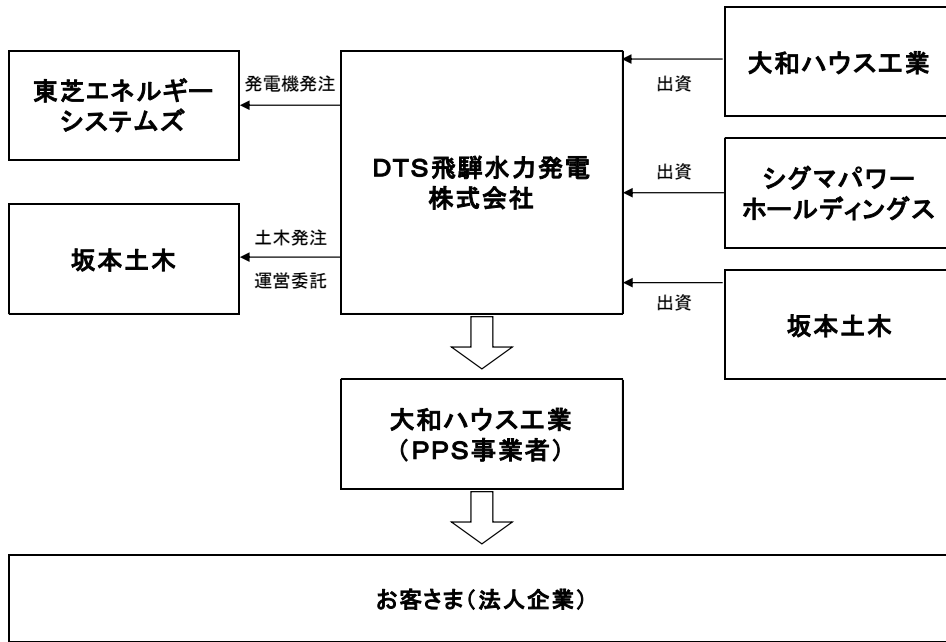 東芝エネルギー
システムズ
発電機発注
DTS飛騨水力発電
株式会社
出資
大和ハウス工業
出資
シグマパワー
ホールディングス
坂本土木
土木発注
運営委託
出資
坂本土木
大和ハウス工業
（PPS事業者）
お客さま（法人企業）